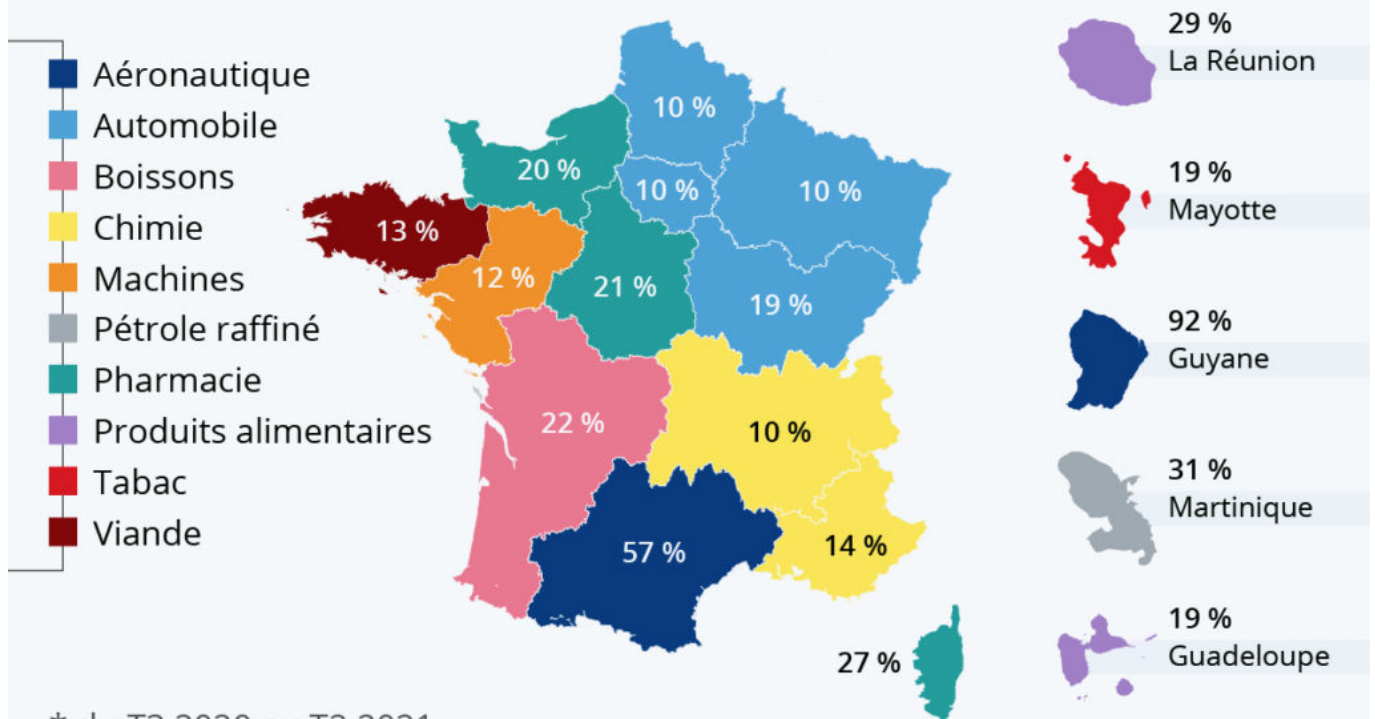 Aéronautique
Automobile
Boissons
Chimie
Machines
Pétrole raffiné
Pharmacie
Produits alimentaires
Tabac
Viande
10 %
20 %
10 %
10 %
13 %
12 %
21 %
19 %
22 %
10 %
57 %
14 %
27 %
29 %
La Réunion
19 %
Mayotte
92 %
Guyane
31 %
Martinique
19 %
Guadeloupe